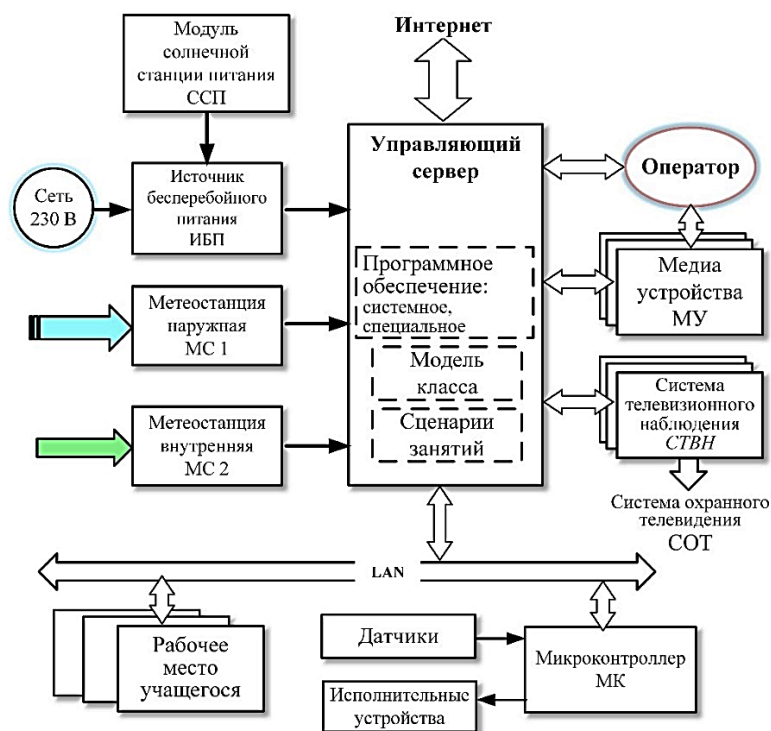 Модуль
солнечной
станции питания
ССП
Интернет
Сеть
230 В
Источник
бесперебойного
питания
ИБП
Управляющий
сервер
Оператор
Программное
обеспечение:
системное,
специальное
Медиа
устройства
МУ
Метеостанция
наружпая
МС 1
Модель
класса
Метеостанция
внутренняя
МС 2
Сценарии
занятий
Система
телевизионного
наблюдения
СТВН
Система охранного
телевидения
СОТ
LAN
Рабочее
место
учащегося
Датчики
Исполнительные
устройства
Микроконтроллер
МК